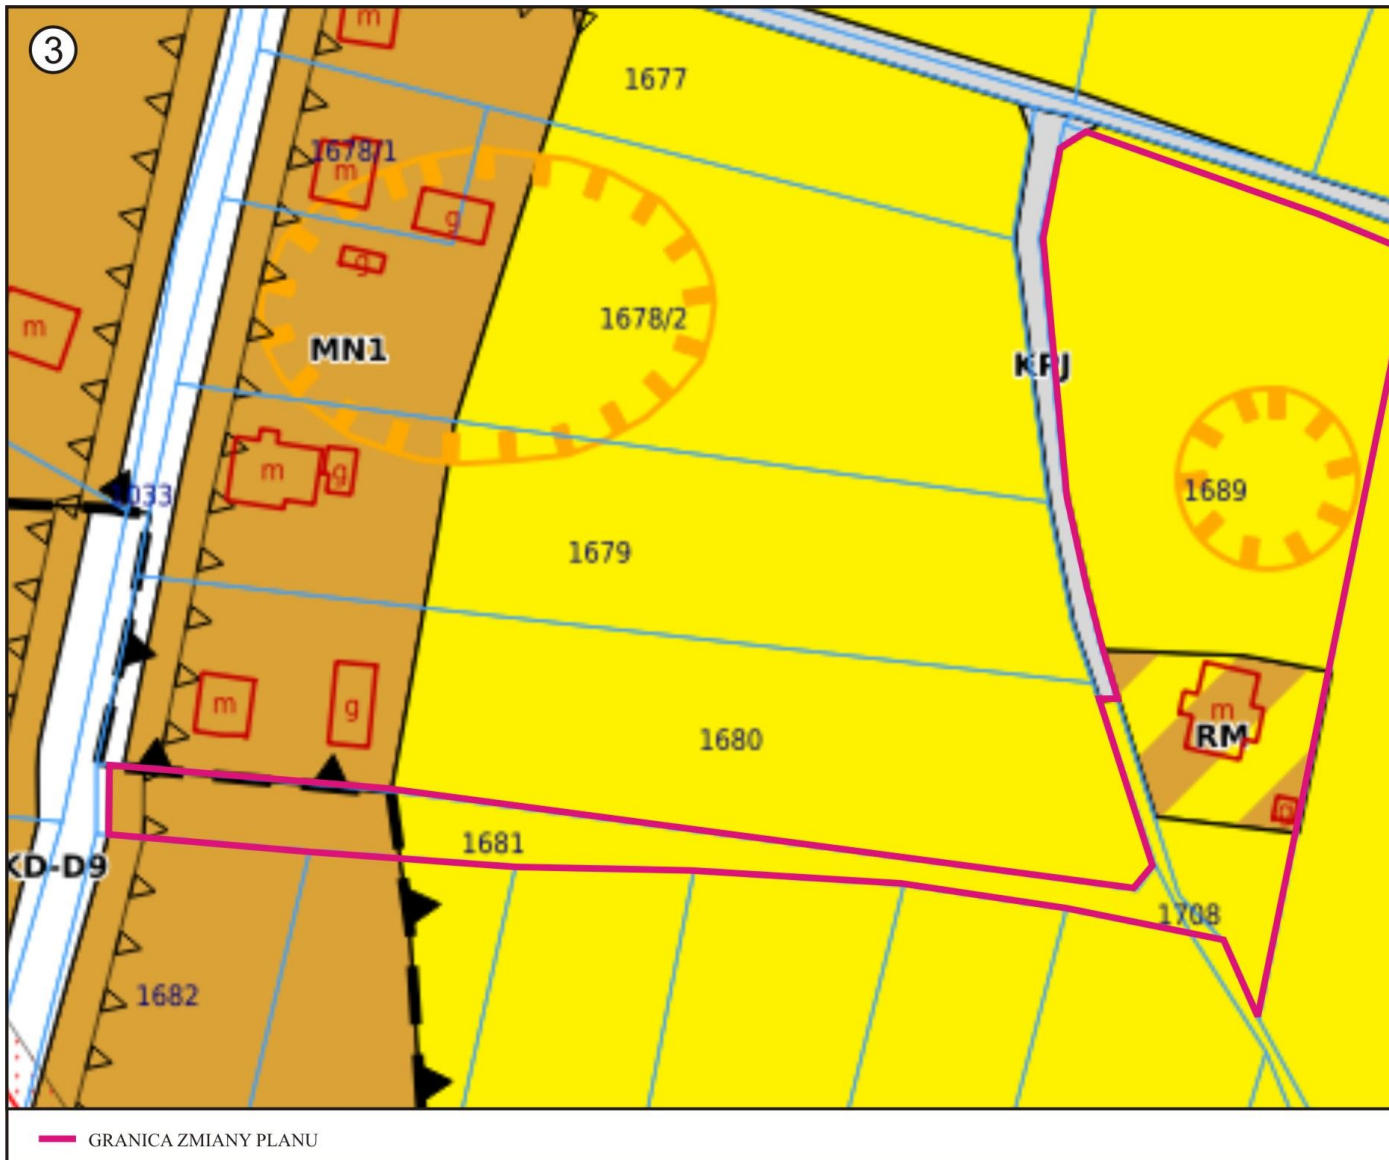 3
m
1677
1678/1
m
g
g
1678/2
m
MN1
KPJ
m
g
1033
1689
1679
m
g
m
RM
g
1680
1681
KD-D9
1708
1682
GRANICA ZMIANY PLANU